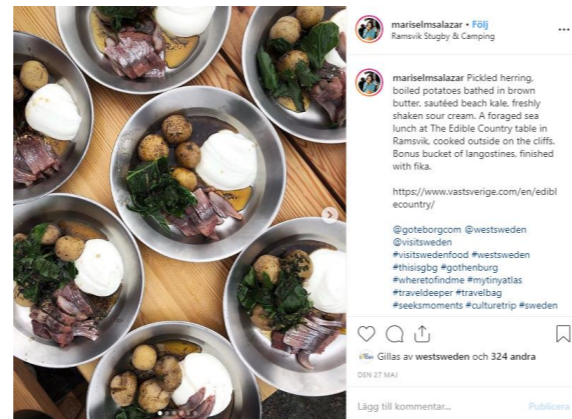 mariselmsalazar • Följ
Ramsvik Stugby & Camping
mariselmsalazar Pickled herring,
boiled potatoes bathed in brown
butter, sautéed beach kale, freshly
shaken sour cream. A foraged sea
lunch at The Edible Country table in
Ramsvik, cooked outside on the cliffs.
Bonus bucket of langostines, finished
with fika.
https://www.vastsverige.com/en/edibl
ecountry/
@goteborgcom @westsweden
@visitsweden
#visitswedenfood #westsweden
#thisisgbg #gothenburg
#wheretofindme #mytinyatlas
#traveldeeper #travelbag
#seeksmoments #culturetrip #sweden
Gillas av westsweden och 324 andra
DEN 27 MAJ
Lägg till kommentar... Publicera